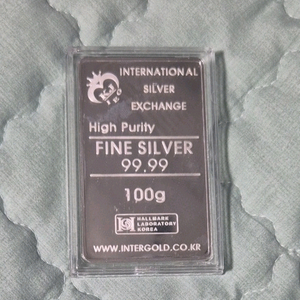 INTERNATIONAL
SILVER
EXCHANGE
High Purity
FINE SILVER
99.99
100g
HALLMARK
LABORATORY
KOREA
WWW.INTERGOLD.CO.KR